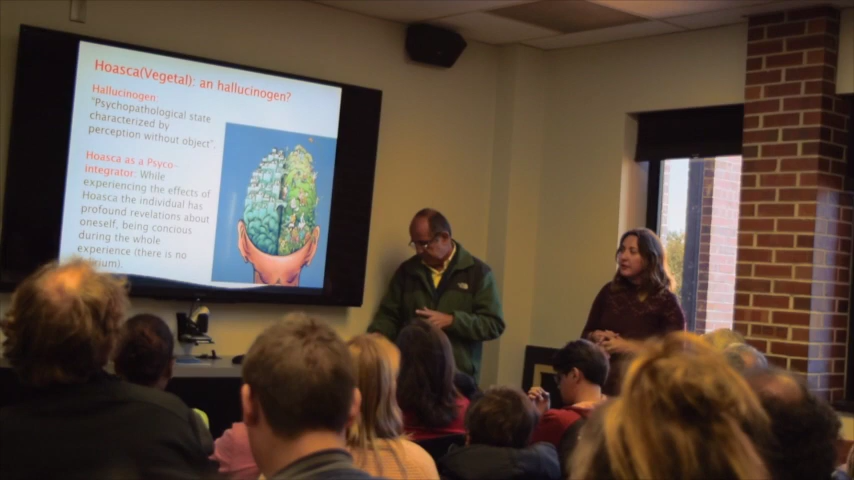 Hoasca(Vegetal): an hallucinogen?
Hallucinogen:
"Psychopathological state
characterized by
perception without object".
Hoasca as a Psyco-
integrator: While
experiencing the effects of
Hoasca the individual has
profound revelations about
oneself, being concious
during the whole
experience (there is no